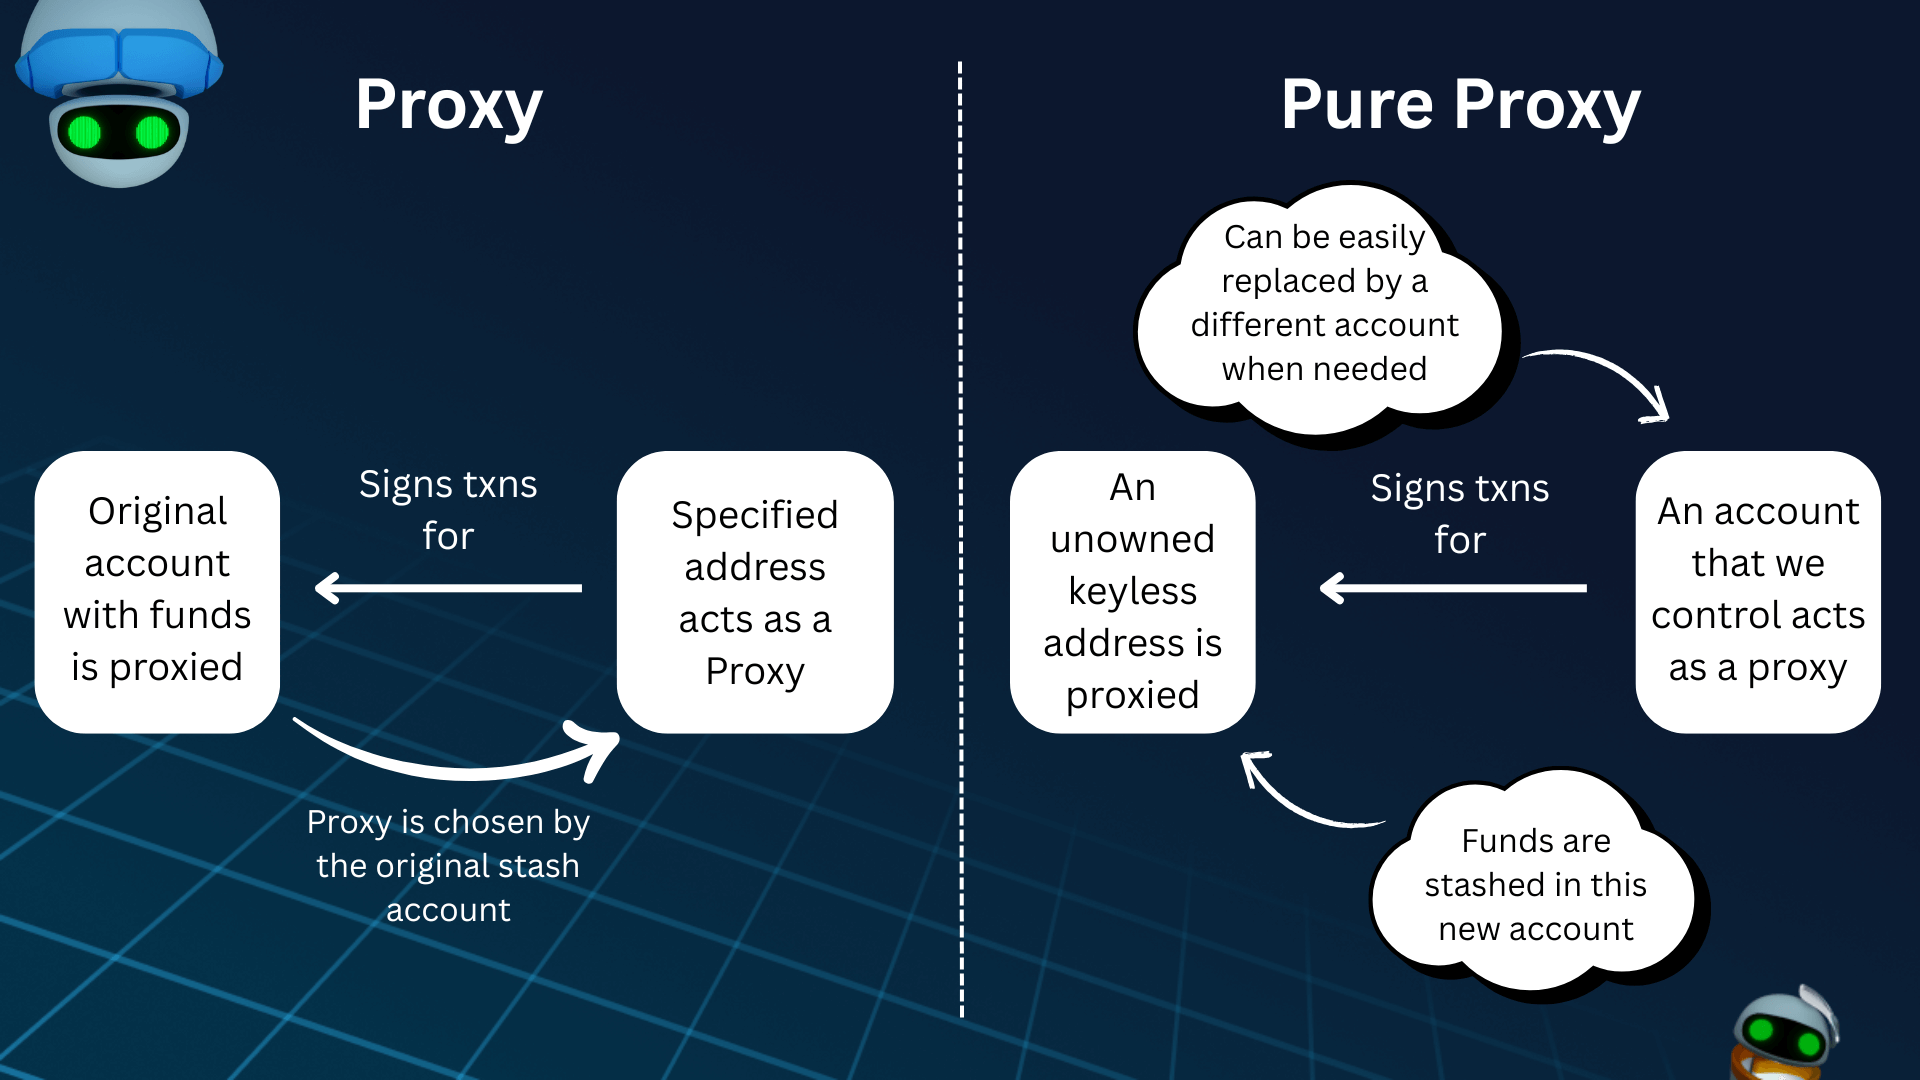 Proxy
Original
account
with funds
is proxied
Signs txns
for
Specified
address
acts as a
Proxy
Proxy is chosen by
the original stash
account
Pure Proxy
Can be easily
replaced by a
different account
when needed
An
unowned
keyless
address is
proxied
Signs txns
for
An account
that we
control acts
as a proxy
Funds are
stashed in this
new account